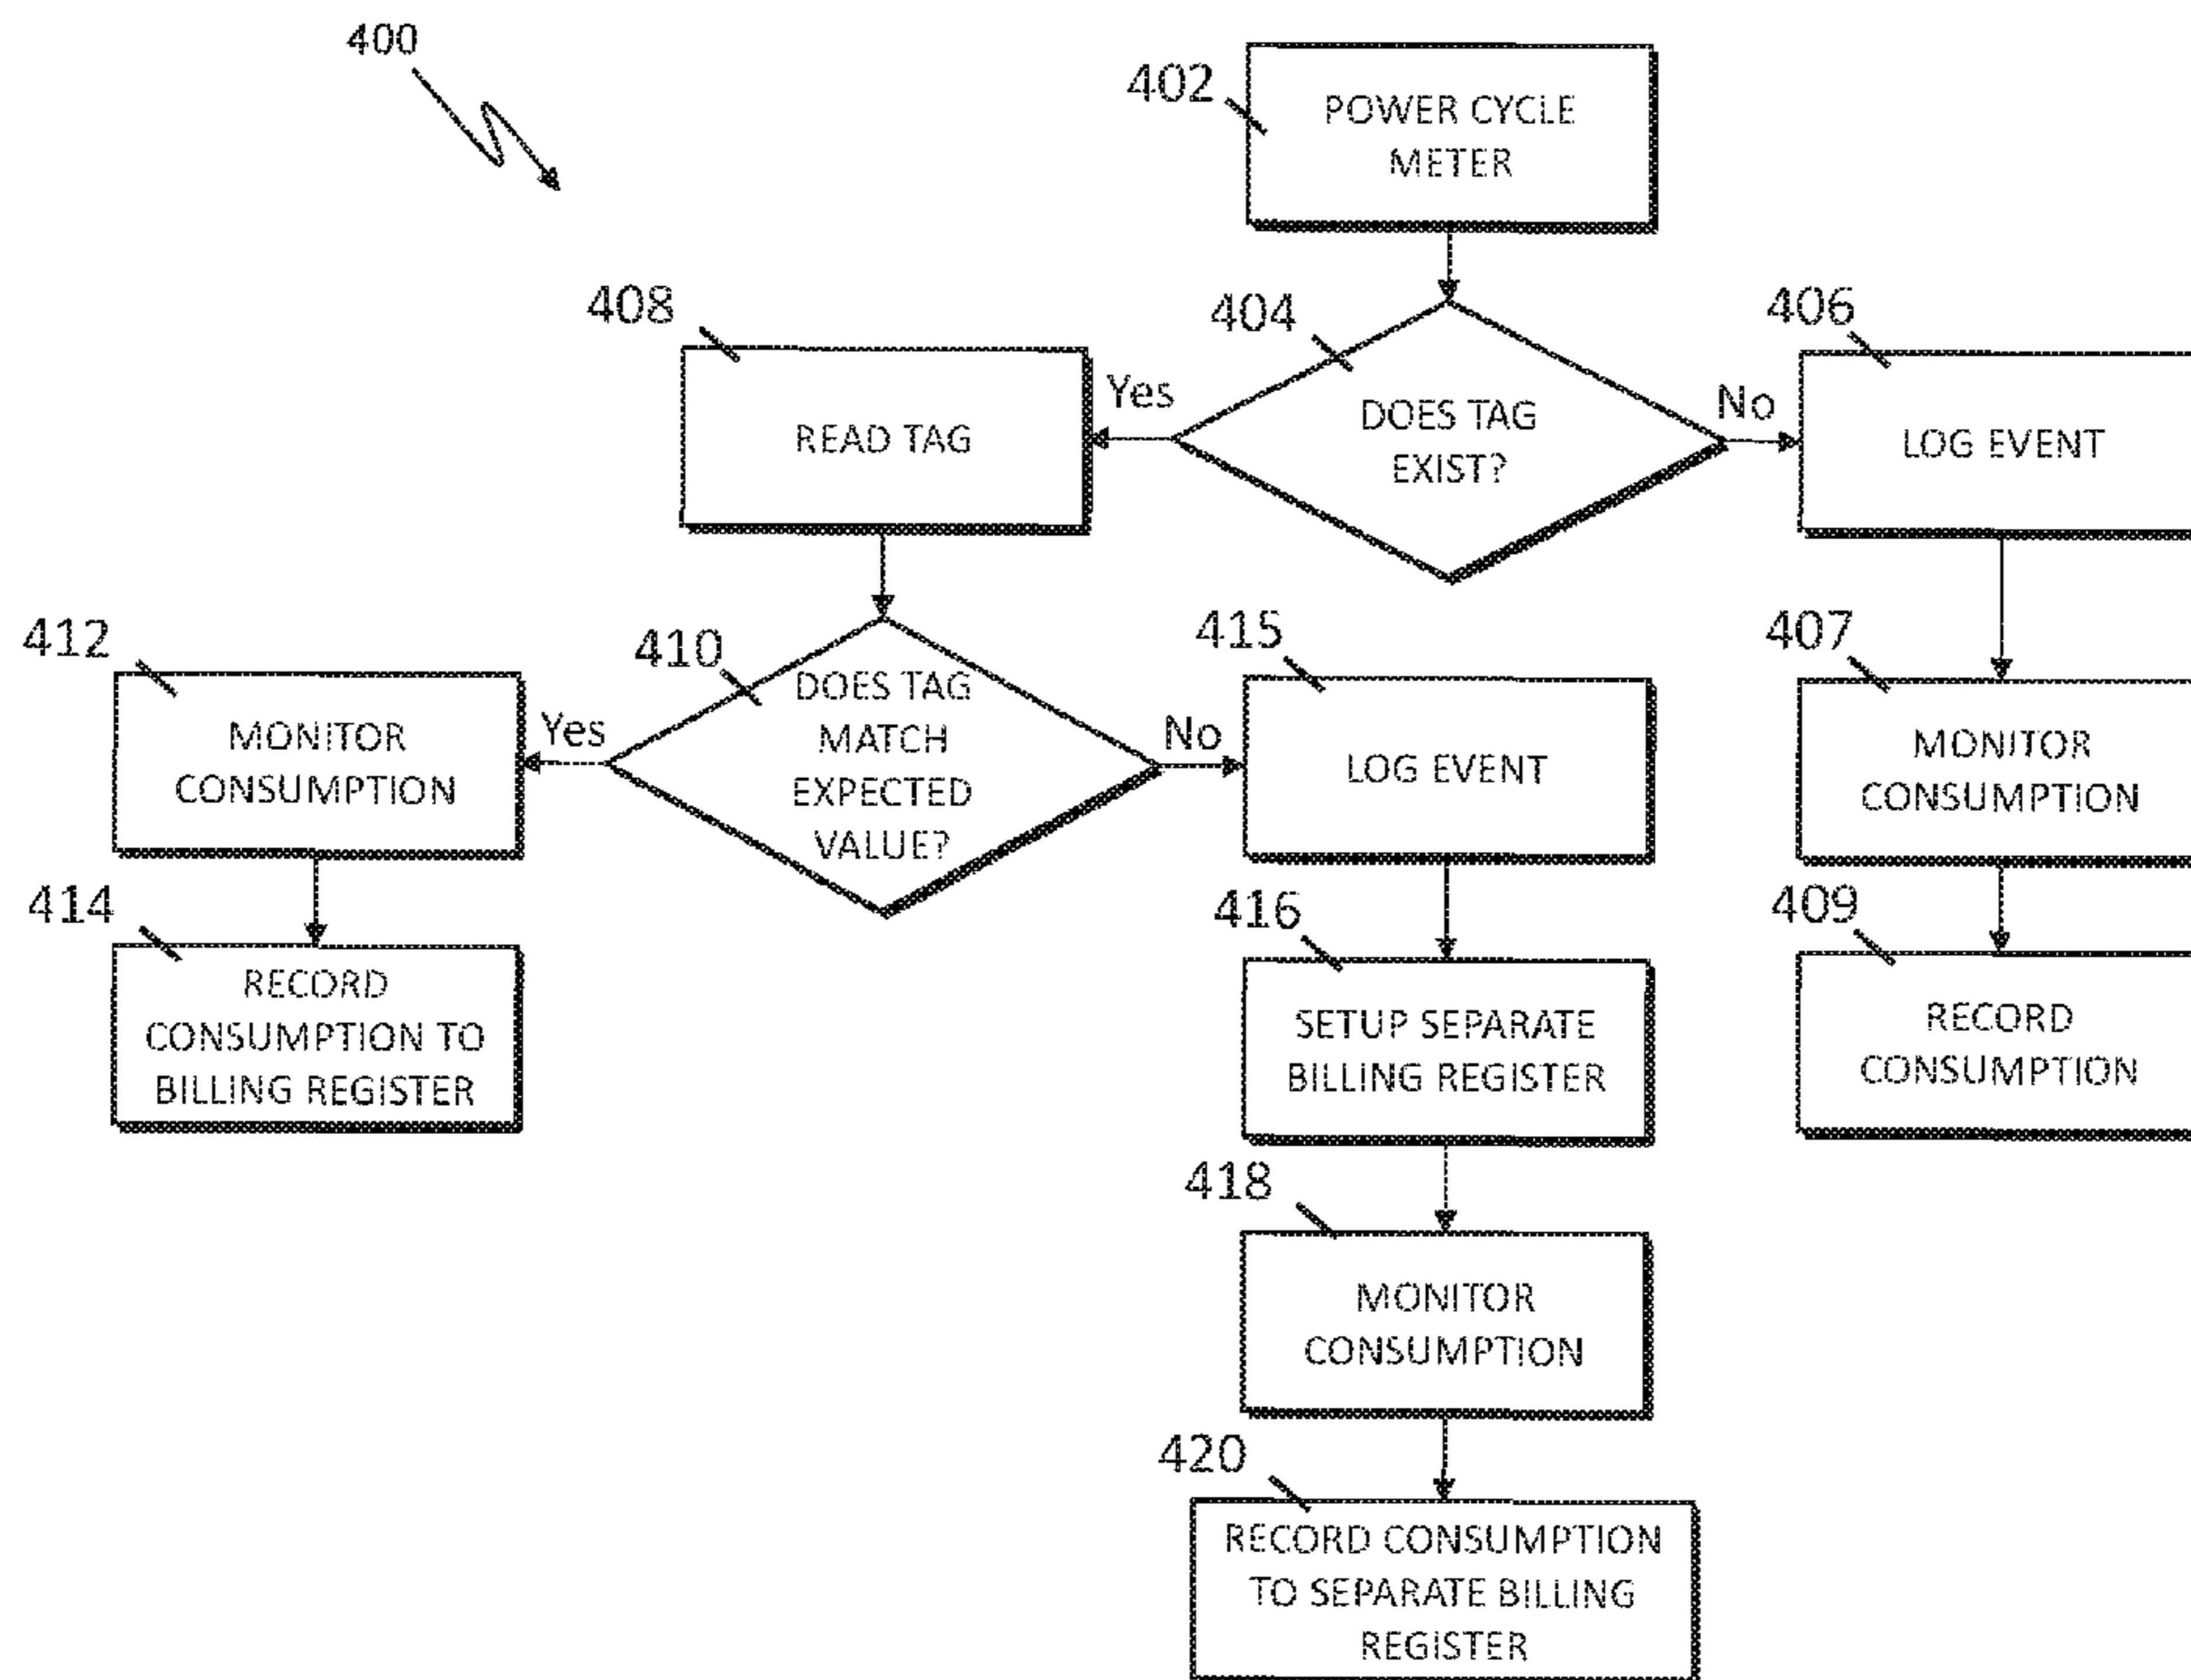 400
402
POWER CYCLE
METER
404
DOES TAG
EXIST?
Yes
No
406
LOG EVENT
408
READ TAG
407
MONITOR
CONSUMPTION
409
RECORD
CONSUMPTION
410
DOES TAG
MATCH
EXPECTED
VALUE?
Yes
No
412
MONITOR
CONSUMPTION
414
RECORD
CONSUMPTION TO
BILLING REGISTER
415
LOG EVENT
416
SETUP SEPARATE
BILLING REGISTER
418
MONITOR
CONSUMPTION
420
RECORD CONSUMPTION
TO SEPARATE BILLING
REGISTER